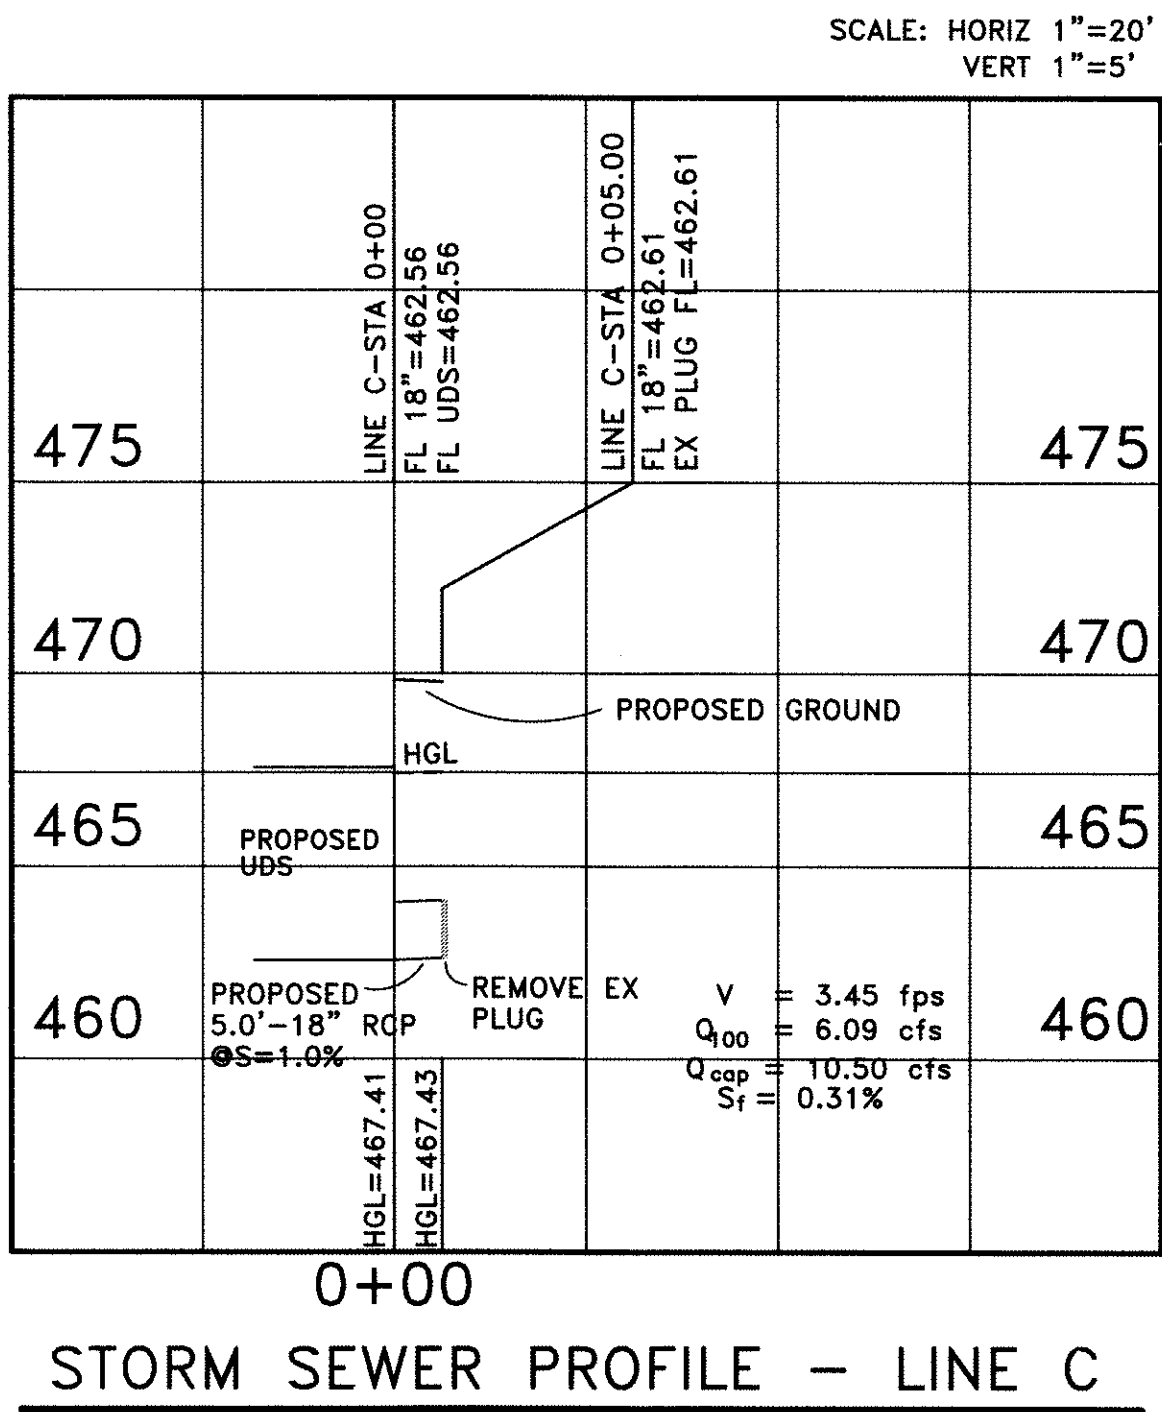 SCALE: HORIZ 1"=20'
VERT 1"=5'
LINE C-STA 0+00
FL 18"=462.56
FL UDS=462.56
LINE C-STA 0+05.00
FL 18"=462.61
EX PLUG FL=462.61
475
475
470
470
PROPOSED GROUND
HGL
465
465
PROPOSED
UDS
PROPOSED
5.0'-18" RCP
@S=1.0%
REMOVE EX
PLUG
460
460
V = 3.45 fps
Q100 = 6.09 cfs
Qcap = 10.50 cfs
Sf = 0.31%
HGL=467.41
HGL=467.43
0+00
STORM SEWER PROFILE - LINE C